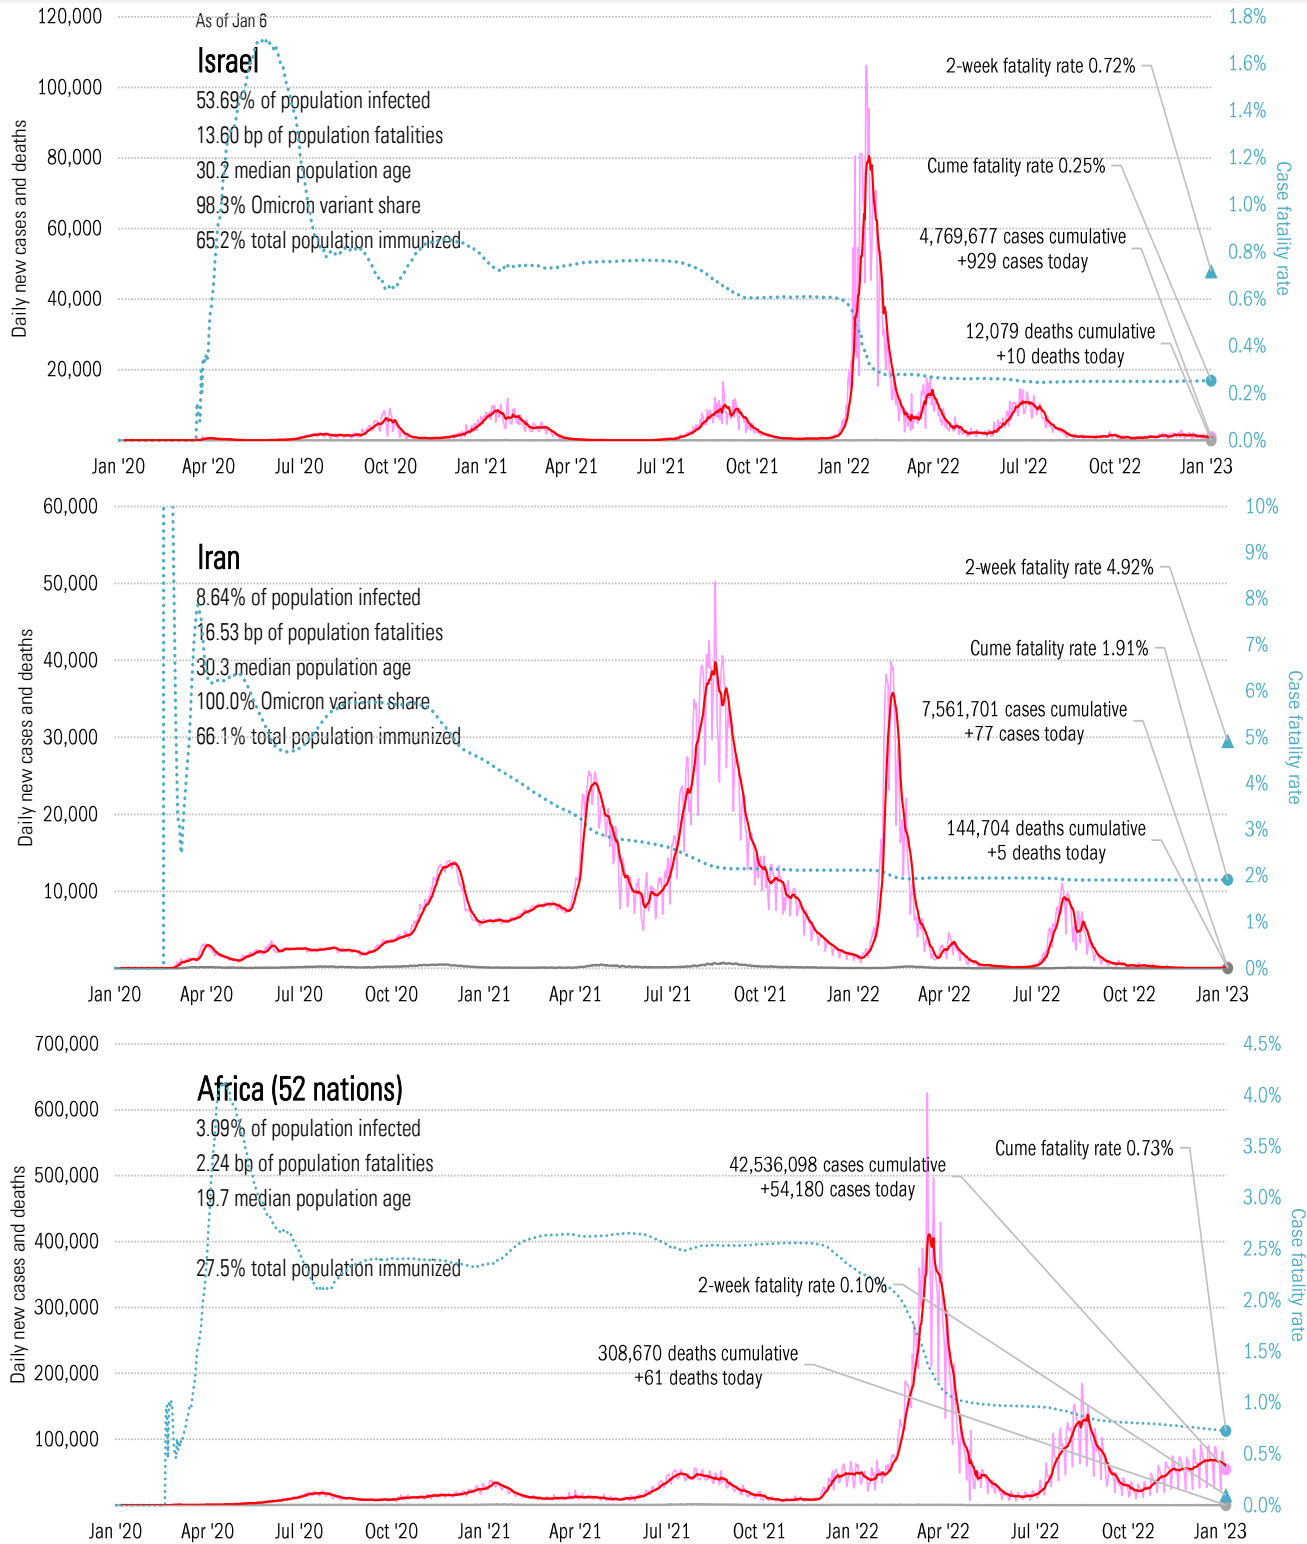 As of Jan 6
Israel
53.69% of population infected
13.60 bp of population fatalities
30.2 median population age
98.3% Omicron variant share
65.2% total population immunized
Daily new cases and deaths
120,000
100,000
80,000
60,000
40,000
20,000
1.8%
1.6%
1.4%
1.2%
1.0%
0.8%
0.6%
0.4%
0.2%
0.0%
Case fatality rate
2-week fatality rate 0.72%
Cume fatality rate 0.25%
4,769,677 cases cumulative
+929 cases today
12,079 deaths cumulative
+10 deaths today
Jan '20 Apr '20 Jul '20 Oct '20 Jan '21 Apr '21 Jul '21 Oct '21 Jan '22 Apr '22 Jul '22 Oct '22 Jan '23
Iran
8.64% of population infected
16.53 bp of population fatalities
30.3 median population age
100.0% Omicron variant share
66.1% total population immunized
Daily new cases and deaths
60,000
50,000
40,000
30,000
20,000
10,000
10%
9%
8%
7%
6%
5%
4%
3%
2%
1%
0%
Case fatality rate
2-week fatality rate 4.92%
Cume fatality rate 1.91%
7,561,701 cases cumulative
+77 cases today
144,704 deaths cumulative
+5 deaths today
Jan '20 Apr '20 Jul '20 Oct '20 Jan '21 Apr '21 Jul '21 Oct '21 Jan '22 Apr '22 Jul '22 Oct '22 Jan '23
Africa (52 nations)
3.09% of population infected
2.24 bp of population fatalities
19.7 median population age
27.5% total population immunized
Daily new cases and deaths
700,000
600,000
500,000
400,000
300,000
200,000
100,000
4.5%
4.0%
3.5%
3.0%
2.5%
2.0%
1.5%
1.0%
0.5%
0.0%
Case fatality rate
Cume fatality rate 0.73%
42,536,098 cases cumulative
+54,180 cases today
2-week fatality rate 0.10%
308,670 deaths cumulative
+61 deaths today
Jan '20 Apr '20 Jul '20 Oct '20 Jan '21 Apr '21 Jul '21 Oct '21 Jan '22 Apr '22 Jul '22 Oct '22 Jan '23